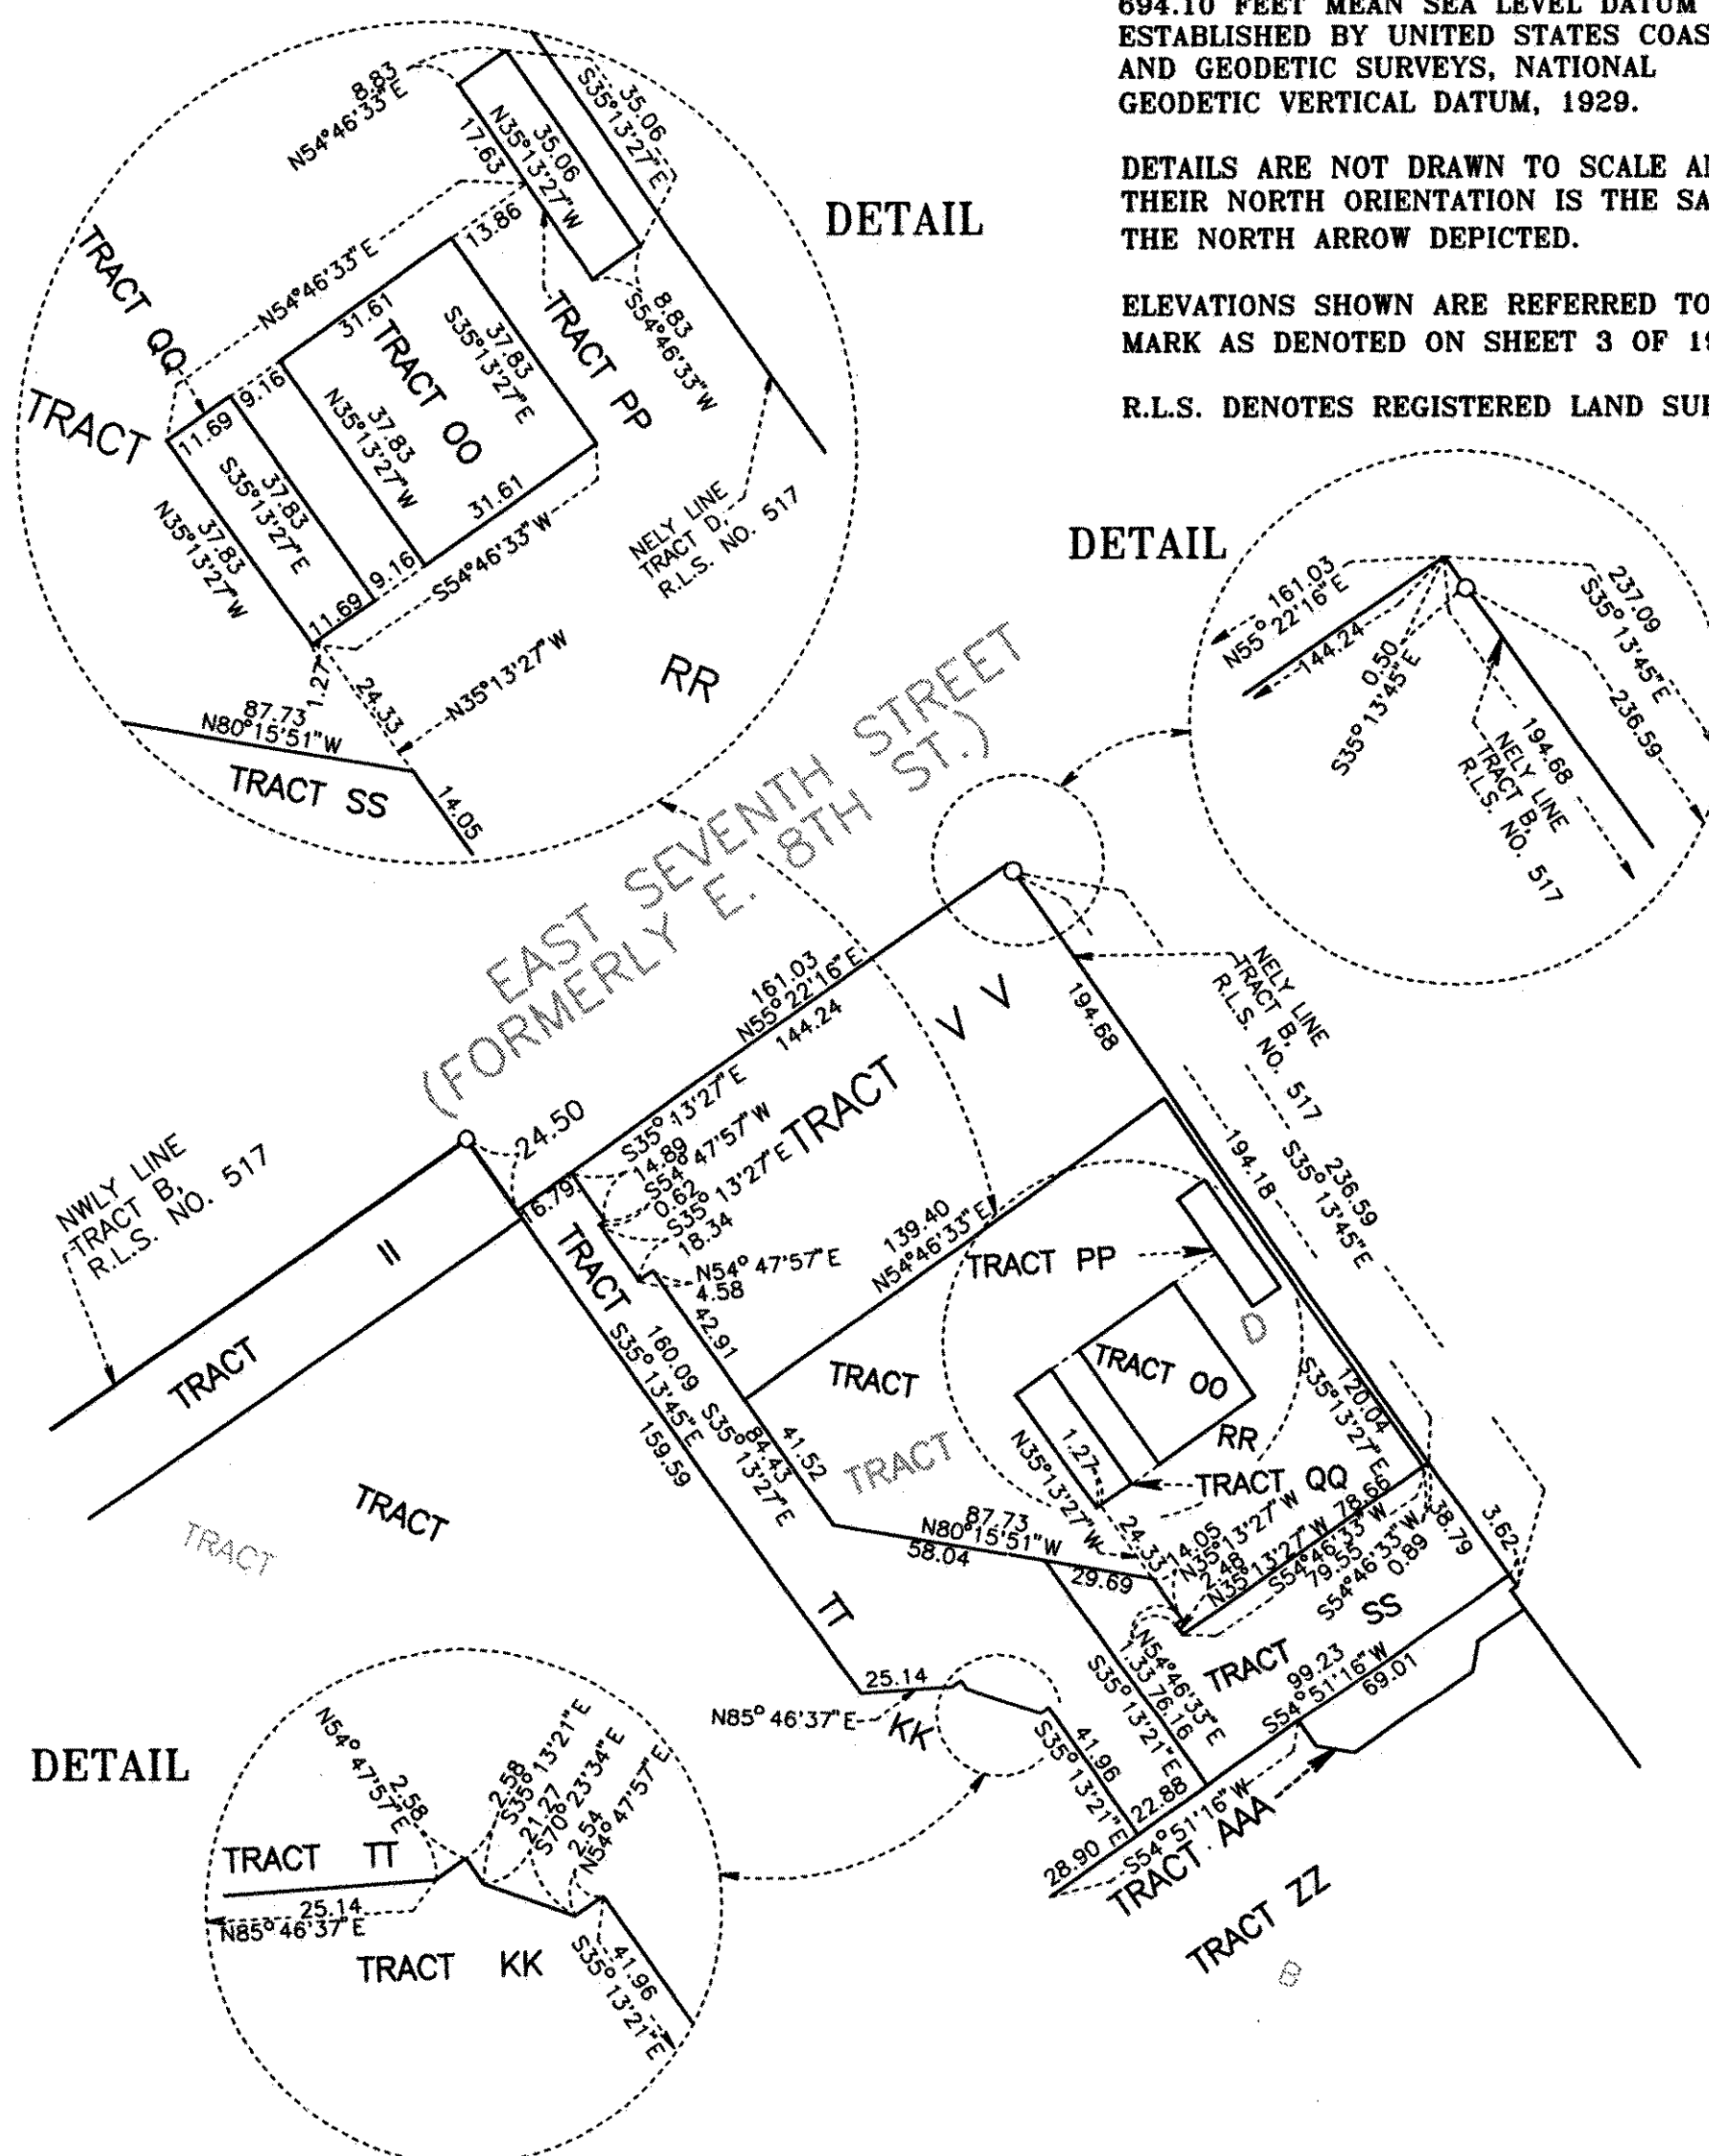 694.10 FEET MEAN SEA LEVEL DATUM
ESTABLISHED BY UNITED STATES COAS
AND GEODETIC SURVEYS, NATIONAL
GEODETIC VERTICAL DATUM, 1929.
DETAILS ARE NOT DRAWN TO SCALE A
THEIR NORTH ORIENTATION IS THE SA
THE NORTH ARROW DEPICTED.
ELEVATIONS SHOWN ARE REFERRED TO
MARK AS DENOTED ON SHEET 3 OF 1
R.L.S. DENOTES REGISTERED LAND SU
DETAIL
8.83
N54°46'33"E
17.63
35.06
N35°13'27"W
35.06
S35°13'27"E
13.86
N54°46'33"E
TRACT QQ
TRACT
31.61
TRACT OO
37.83
S35°13'27"E
TRACT PP
8.83
S54°46'33"W
9.16
11.69
37.83
N35°13'27"W
37.83
S35°13'27"E
37.83
N35°13'27"W
31.61
9.16
11.69
S54°46'33"W
NELY LINE
TRACT D,
R.L.S. NO. 517
1.27
24.33
N35°13'27"W
RR
87.73
N80°15'51"W
TRACT SS
14.05
DETAIL
161.03
N55°22'16"E
144.24
0.50
S35°13'45"E
237.09
S35°13'45"E
236.59
194.68
NELY LINE
TRACT B,
R.L.S. NO. 517
EAST SEVENTH STREET
(FORMERLY E. 8TH ST.)
161.03
N55°22'16"E
144.24
TRACT VV
194.68
NELY LINE
TRACT B,
R.L.S. NO. 517
194.18
236.59
S35°13'45"E
NWLY LINE
TRACT B,
R.L.S. NO. 517
24.50
16.79
S35°13'27"E
14.89
S54°47'57"W
0.62
S35°13'27"E
18.34
N54°47'57"E
4.58
42.91
TRACT II
139.40
N54°46'33"E
TRACT PP
D
TRACT
TRACT OO
RR
TRACT
TRACT QQ
1.27
N35°13'27"W
120.04
S35°13'27"E
TRACT TT
160.09
S35°13'45"E
159.59
84.43
S35°13'27"E
41.52
TRACT
TRACT
87.73
N80°15'51"W
58.04
29.69
24.33
14.05
N35°13'27"W
2.48
N35°13'27"W
78.66
S54°46'33"W
79.55
S54°46'33"W
0.89
38.79
3.62
TRACT SS
N54°46'33"E
1.33
76.16
S35°13'21"E
99.23
S54°51'16"W
69.01
25.14
N85°46'37"E
KK
41.96
S35°13'21"E
22.88
28.90
S54°51'16"W
TRACT AAA
TRACT ZZ
B
DETAIL
N54°47'57"E
2.58
2.58
S35°13'21"E
21.27
S70°23'34"E
2.54
N54°47'57"E
TRACT TT
25.14
N85°46'37"E
TRACT KK
41.96
S35°13'21"E